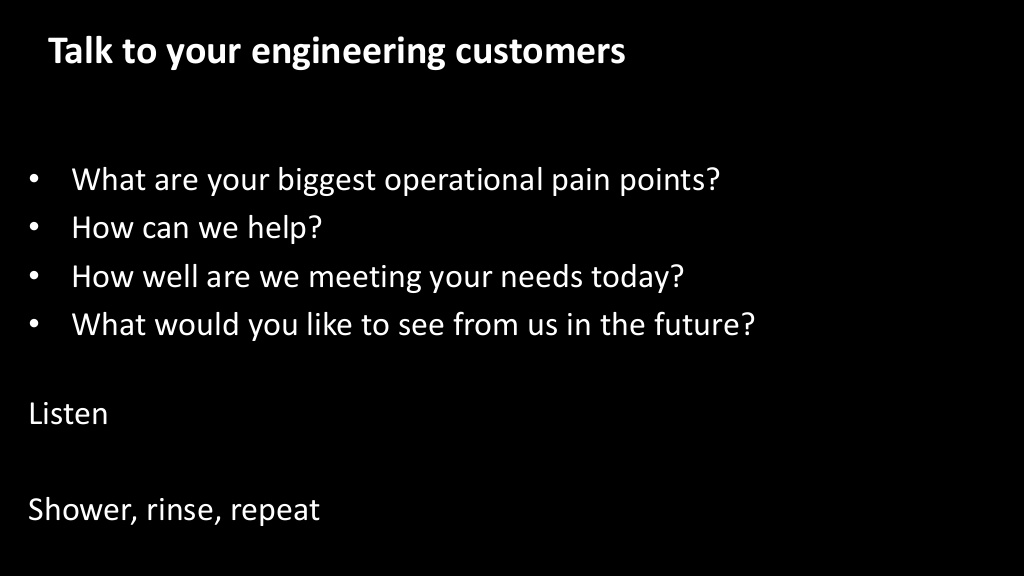 Talk to your engineering customers
• What are your biggest operational pain points?
• How can we help?
• How well are we meeting your needs today?
• What would you like to see from us in the future?
Listen
Shower, rinse, repeat